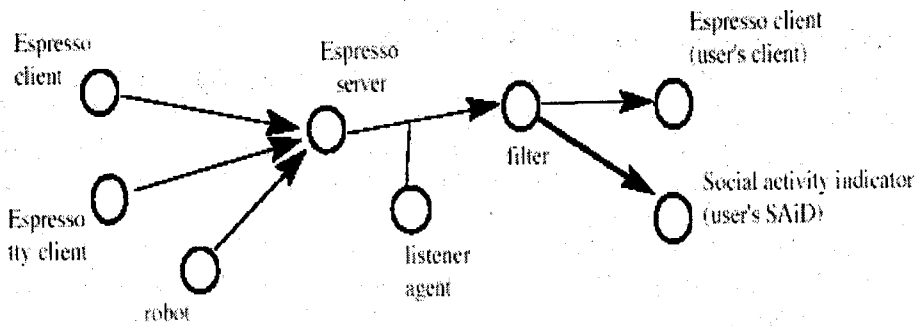 Espresso
client
Espresso
server
Espresso client
(user's client)
filter
Social activity indicator
(user's SAiD)
Espresso
tty client
listener
agent
robot